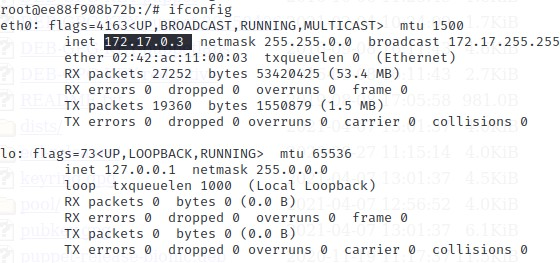 root@ee88f908b72b:/# ifconfig
eth0: flags=4163<UP,BROADCAST,RUNNING,MULTICAST>  mtu 1500
        inet 172.17.0.3  netmask 255.255.0.0  broadcast 172.17.255.255
        ether 02:42:ac:11:00:03  txqueuelen 0  (Ethernet)
        RX packets 27252  bytes 53420425 (53.4 MB)
        RX errors 0  dropped 0  overruns 0  frame 0
        TX packets 19360  bytes 1550879 (1.5 MB)
        TX errors 0  dropped 0 overruns 0  carrier 0  collisions 0
lo: flags=73<UP,LOOPBACK,RUNNING>  mtu 65536
        inet 127.0.0.1  netmask 255.0.0.0
        loop  txqueuelen 1000  (Local Loopback)
        RX packets 0  bytes 0 (0.0 B)
        RX errors 0  dropped 0  overruns 0  frame 0
        TX packets 0  bytes 0 (0.0 B)
        TX errors 0  dropped 0 overruns 0  carrier 0  collisions 0